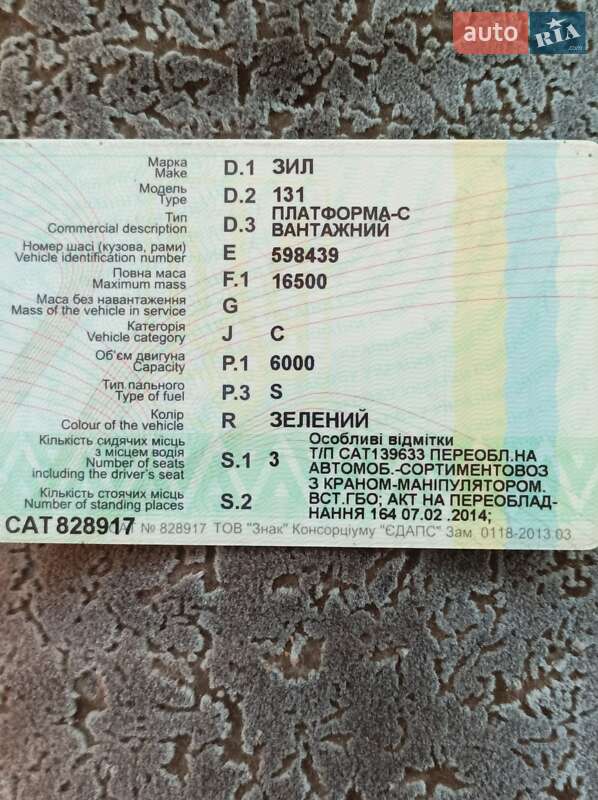 auto RIA.com
Марка D.1 ЗИЛ
Make
Модель D.2 131
Type
Тип D.3 ПЛАТФОРМА-С
Commercial description ВАНТАЖНИЙ
Номер шасі (кузова, рами) E 598439
Vehicle identification number
Повна маса F.1 16500
Maximum mass
Маса без навантаження G
Mass of the vehicle in service
Категорія J C
Vehicle category
Об'єм двигуна P.1 6000
Capacity
Тип пального P.3 S
Type of fuel
Колір R ЗЕЛЕНИЙ
Colour of the vehicle
Кількість сидячих місць Особливі відмітки
з місцем водія S.1 3 Т/П САТ139633 ПЕРЕОБЛ.НА
Number of seats АВТОМОБ.-СОРТИМЕНТОВОЗ
including the driver's seat З КРАНОМ-МАНІПУЛЯТОРОМ.
Кількість стоячих місць S.2 ВСТ.ГБО; АКТ НА ПЕРЕОБЛАД-
Number of standing places ННАННЯ 164 07.02 .2014;
САТ 828917 САТ № 828917 ТОВ "Знак" Консорціуму "ЄДАПС" Зам 0118-2013 03